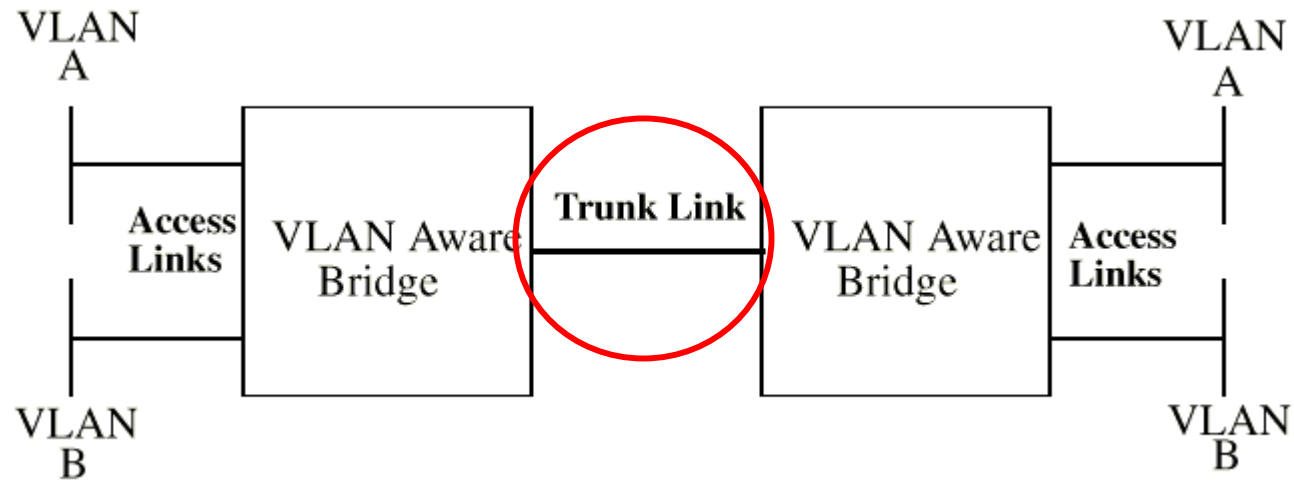 VLAN
A
VLAN
A
Access
Links
VLAN Aware
Bridge
Trunk Link
VLAN Aware
Bridge
Access
Links
VLAN
B
VLAN
B